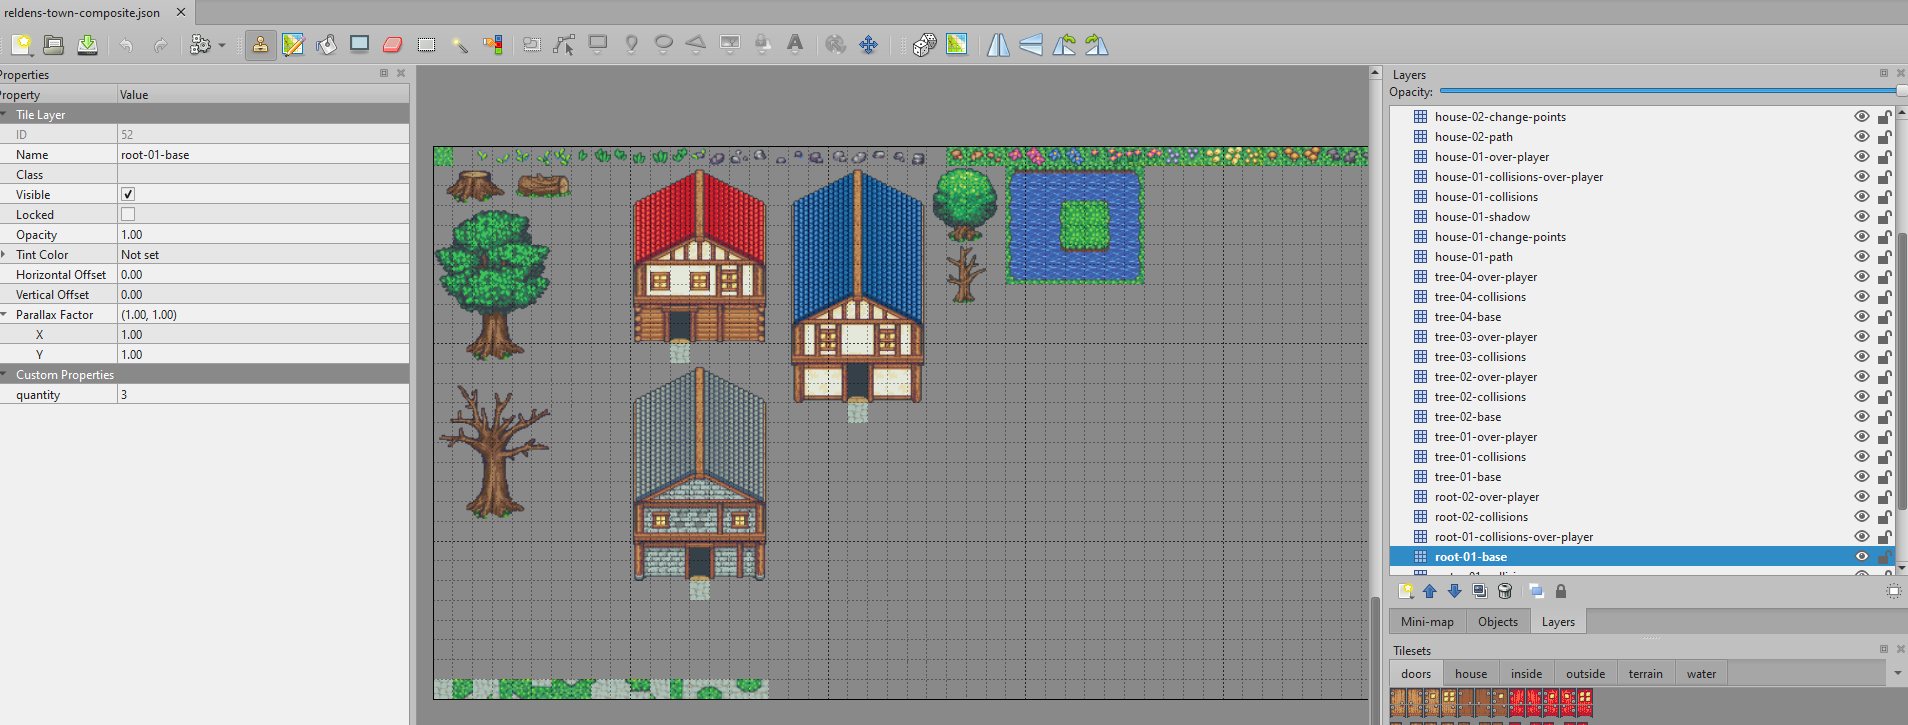 reldens-town-composite.json
Properties
Property Value
Tile Layer
ID 52
Name root-01-base
Class
Visible
Locked
Opacity 1.00
Tint Color Not set
Horizontal Offset 0.00
Vertical Offset 0.00
Parallax Factor (1.00, 1.00)
X 1.00
Y 1.00
Custom Properties
quantity 3
Layers
Opacity:
house-02-change-points
house-02-path
house-01-over-player
house-01-collisions-over-player
house-01-collisions
house-01-shadow
house-01-change-points
house-01-path
tree-04-over-player
tree-04-collisions
tree-04-base
tree-03-over-player
tree-03-collisions
tree-02-over-player
tree-02-collisions
tree-02-base
tree-01-over-player
tree-01-collisions
tree-01-base
root-02-over-player
root-02-collisions
root-01-collisions-over-player
root-01-base
Mini-map Objects Layers
Tilesets
doors house inside outside terrain water